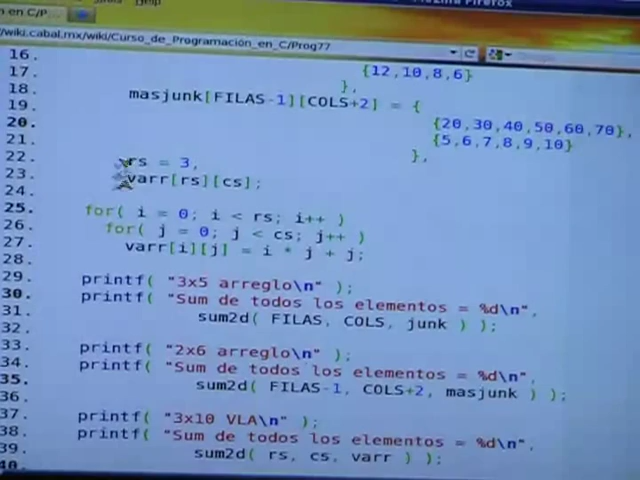 Mozilla Firefox
Help
n en C/P...
/wiki.cabal.mx/wiki/Curso_de_Programación_en_C/Prog77
16.
17. {12,10,8,6}
18. },
19. masjunk[FILAS-1][COLS+2] = {
20. {20,30,40,50,60,70},
21. {5,6,7,8,9,10}
22. rs = 3, },
23. varr[rs][cs];
24.
25. for( i = 0; i < rs; i++ )
26. for( j = 0; j < cs; j++ )
27. varr[i][j] = i * j + j;
28.
29. printf( "3x5 arreglo\n" );
30. printf( "Sum de todos los elementos = %d\n",
31. sum2d( FILAS, COLS, junk ) );
32.
33. printf( "2x6 arreglo\n" );
34. printf( "Sum de todos los elementos = %d\n",
35. sum2d( FILAS-1, COLS+2, masjunk ) );
36.
37. printf( "3x10 VLA\n" );
38. printf( "Sum de todos los elementos = %d\n",
39. sum2d( rs, cs, varr ) );
40.